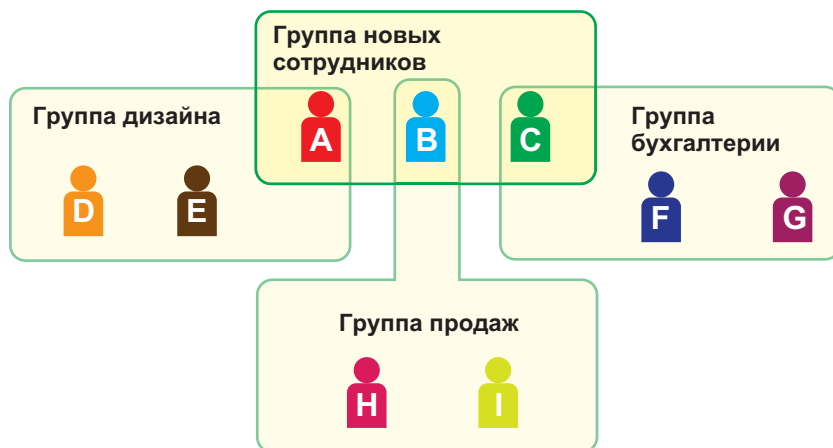 Группа новых
сотрудников
Группа дизайна
A
B
C
Группа
бухгалтерии
D
E
F
G
Группа продаж
H
I